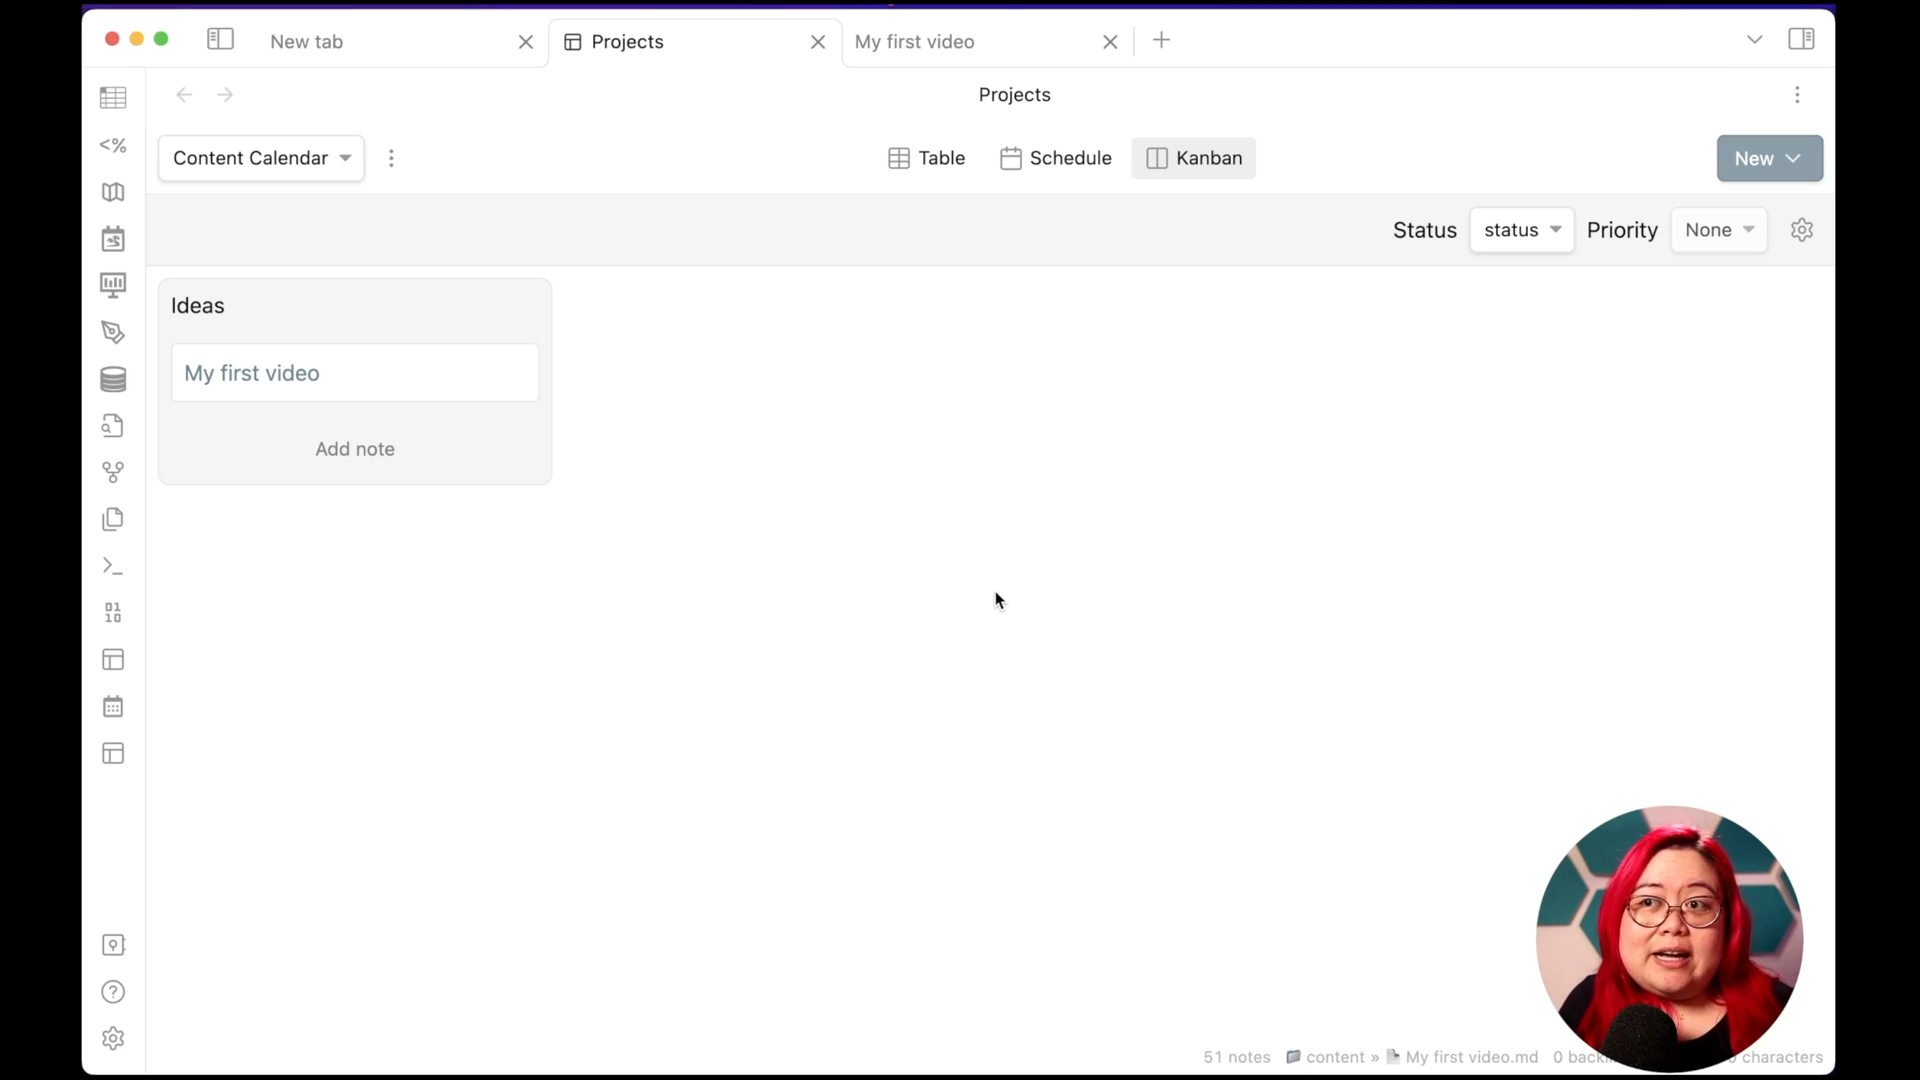 New tab
Projects
My first video
Projects
Content Calendar
Table
Schedule
Kanban
New
Status
status
Priority
None
Ideas
My first video
Add note
51 notes
content » My first video.md
0
characters